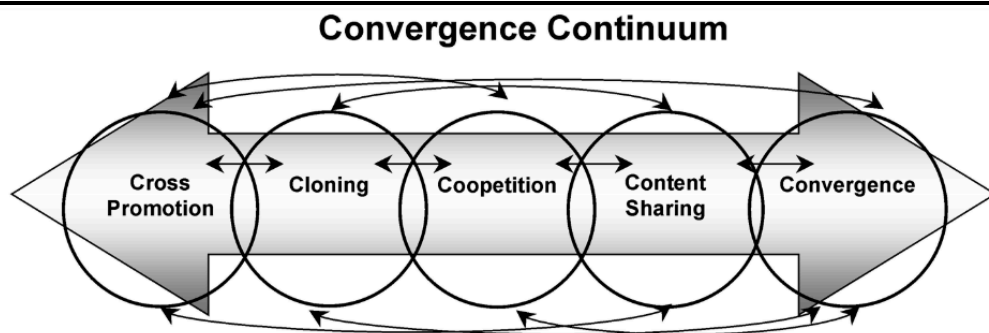 Convergence Continuum
Cross
Promotion
Cloning
Coopetition
Content
Sharing
Convergence